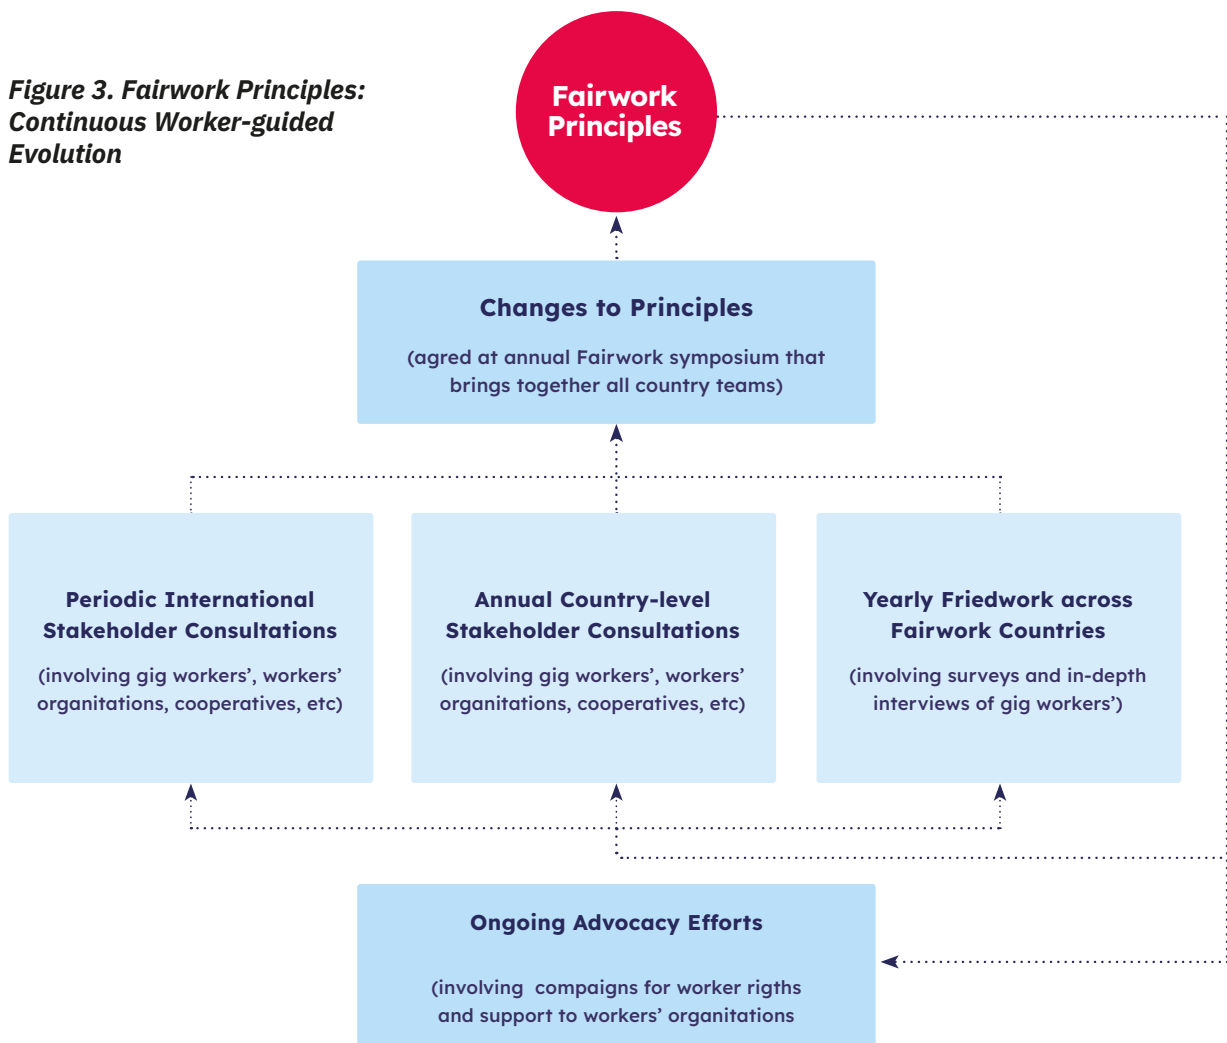 Figure 3. Fairwork Principles:
Continuous Worker-guided
Evolution
Fairwork
Principles
Changes to Principles
(agred at annual Fairwork symposium that
brings together all country teams)
Periodic International
Stakeholder Consultations
(involving gig workers’, workers’
organitations, cooperatives, etc)
Annual Country-level
Stakeholder Consultations
(involving gig workers’, workers’
organitations, cooperatives, etc)
Yearly Friedwork across
Fairwork Countries
(involving surveys and in-depth
interviews of gig workers’)
Ongoing Advocacy Efforts
(involving compaigns for worker rigths
and support to workers’ organitations